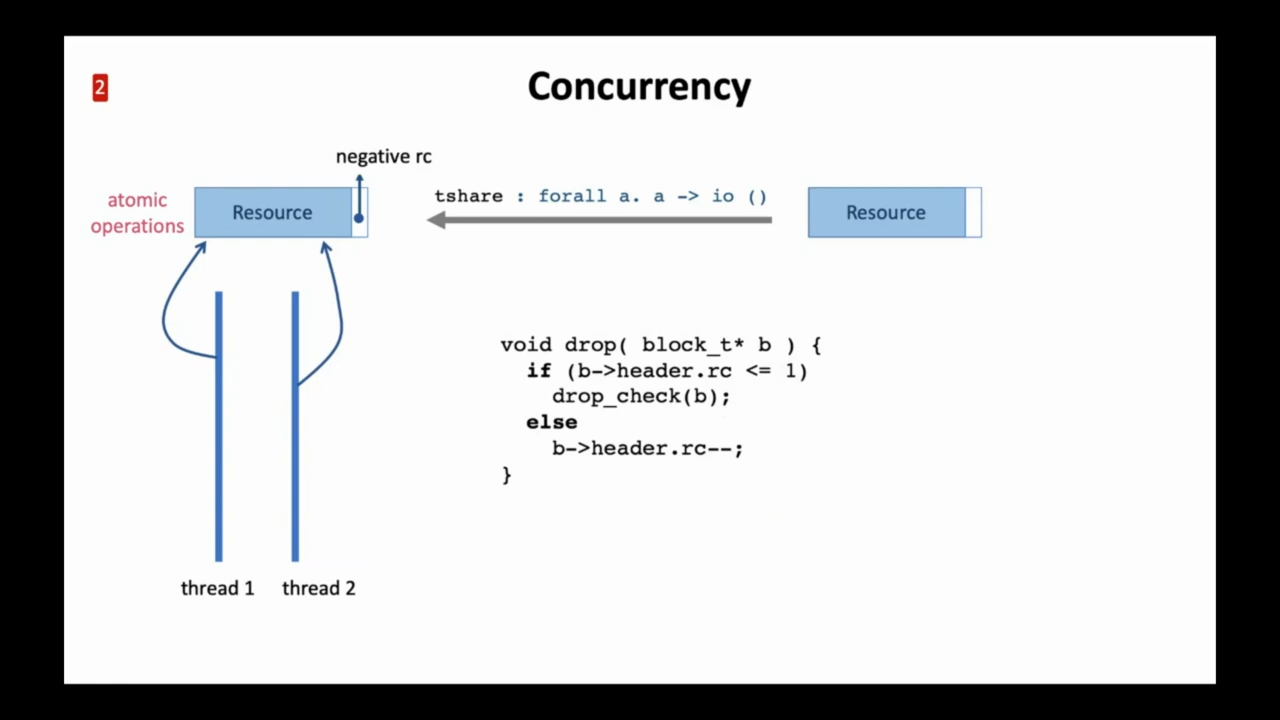 2
Concurrency
negative rc
atomic
operations
Resource
tshare : forall a. a -> io ()
Resource
void drop( block_t* b ) {
if (b->header.rc <= 1)
drop_check(b);
else
b->header.rc--;
}
thread 1
thread 2